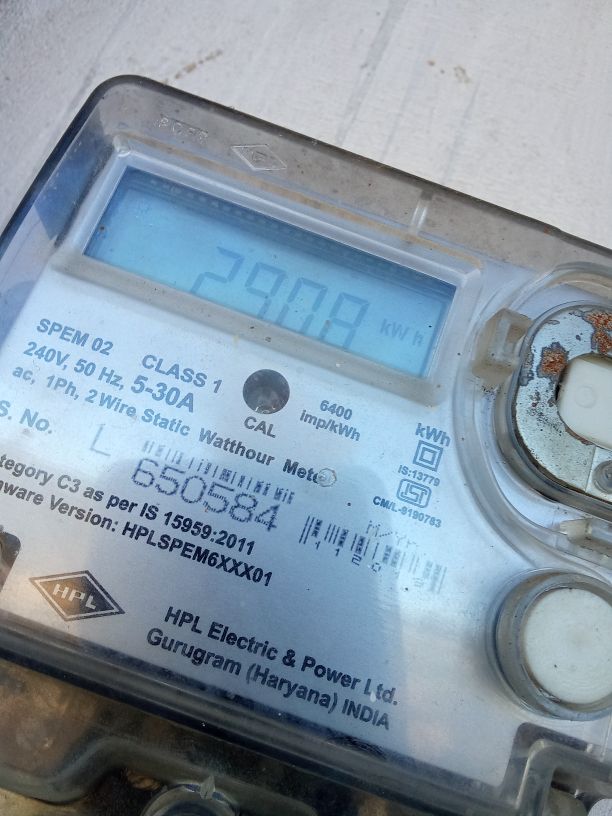 2908 kWh
SPEM 02 CLASS 1
240V, 50 Hz, 5-30A
ac, 1Ph, 2 Wire Static Watthour Meter
CAL
6400
imp/kWh
kWh
IS:13779
CM/L-9190763
S. No. L 650584
M/YR
ategory C3 as per IS 15959:2011
mware Version: HPLSPEM6XXX01
HPL
HPL Electric & Power Ltd.
Gurugram (Haryana) INDIA